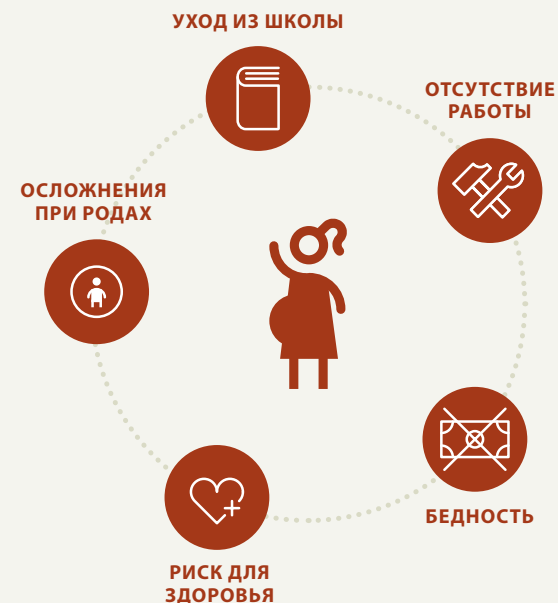 УХОД ИЗ ШКОЛЫ
ОТСУТСТВИЕ
РАБОТЫ
ОСЛОЖНЕНИЯ
ПРИ РОДАХ
БЕДНОСТЬ
РИСК ДЛЯ
ЗДОРОВЬЯ